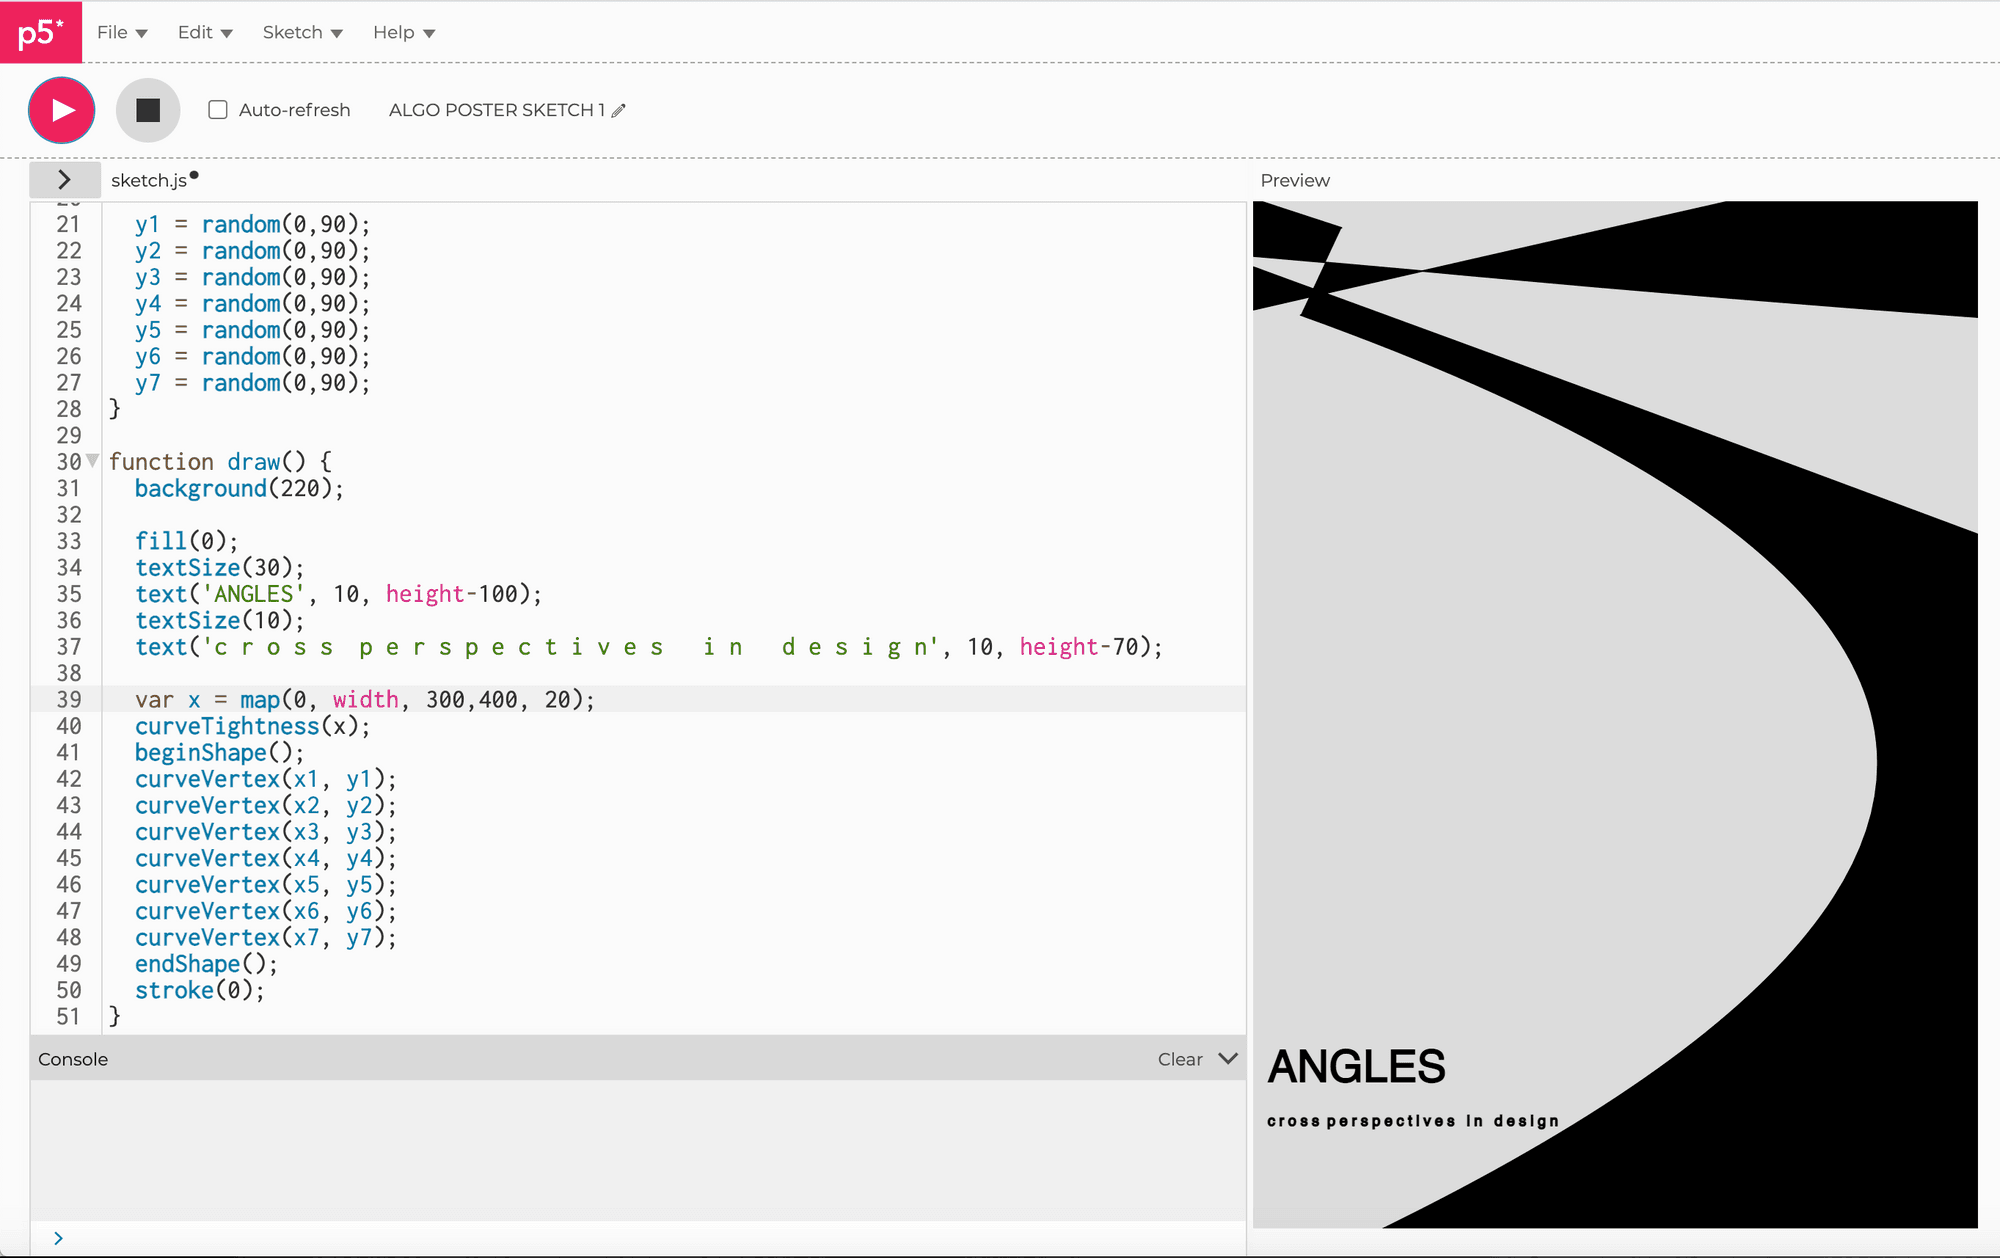 p5*
File Edit Sketch Help
Auto-refresh ALGO POSTER SKETCH 1
sketch.js
Preview
21 y1 = random(0,90);
22 y2 = random(0,90);
23 y3 = random(0,90);
24 y4 = random(0,90);
25 y5 = random(0,90);
26 y6 = random(0,90);
27 y7 = random(0,90);
28 }
29
30 function draw() {
31 background(220);
32
33 fill(0);
34 textSize(30);
35 text('ANGLES', 10, height-100);
36 textSize(10);
37 text('c r o s s  p e r s p e c t i v e s   i n   d e s i g n', 10, height-70);
38
39 var x = map(0, width, 300,400, 20);
40 curveTightness(x);
41 beginShape();
42 curveVertex(x1, y1);
43 curveVertex(x2, y2);
44 curveVertex(x3, y3);
45 curveVertex(x4, y4);
46 curveVertex(x5, y5);
47 curveVertex(x6, y6);
48 curveVertex(x7, y7);
49 endShape();
50 stroke(0);
51 }
Console Clear
ANGLES
cross perspectives in design